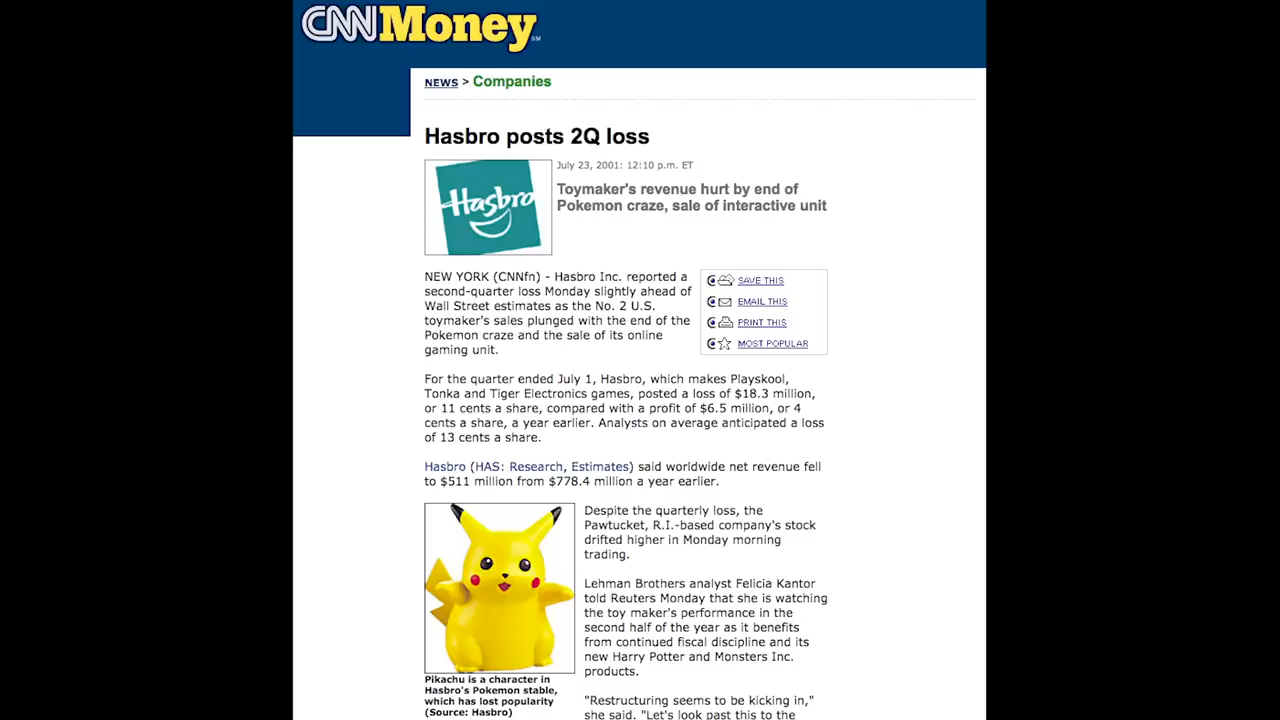 CNNMoney SM
NEWS > Companies
Hasbro posts 2Q loss
Hasbro
July 23, 2001: 12:10 p.m. ET
Toymaker's revenue hurt by end of
Pokemon craze, sale of interactive unit
NEW YORK (CNNfn) - Hasbro Inc. reported a
second-quarter loss Monday slightly ahead of
Wall Street estimates as the No. 2 U.S.
toymaker's sales plunged with the end of the
Pokemon craze and the sale of its online
gaming unit.
SAVE THIS
EMAIL THIS
PRINT THIS
MOST POPULAR
For the quarter ended July 1, Hasbro, which makes Playskool,
Tonka and Tiger Electronics games, posted a loss of $18.3 million,
or 11 cents a share, compared with a profit of $6.5 million, or 4
cents a share, a year earlier. Analysts on average anticipated a loss
of 13 cents a share.
Hasbro (HAS: Research, Estimates) said worldwide net revenue fell
to $511 million from $778.4 million a year earlier.
Despite the quarterly loss, the
Pawtucket, R.I.-based company's stock
drifted higher in Monday morning
trading.
Lehman Brothers analyst Felicia Kantor
told Reuters Monday that she is watching
the toy maker's performance in the
second half of the year as it benefits
from continued fiscal discipline and its
new Harry Potter and Monsters Inc.
products.
"Restructuring seems to be kicking in,"
she said. "Let's look past this to the
Pikachu is a character in
Hasbro's Pokemon stable,
which has lost popularity
(Source: Hasbro)